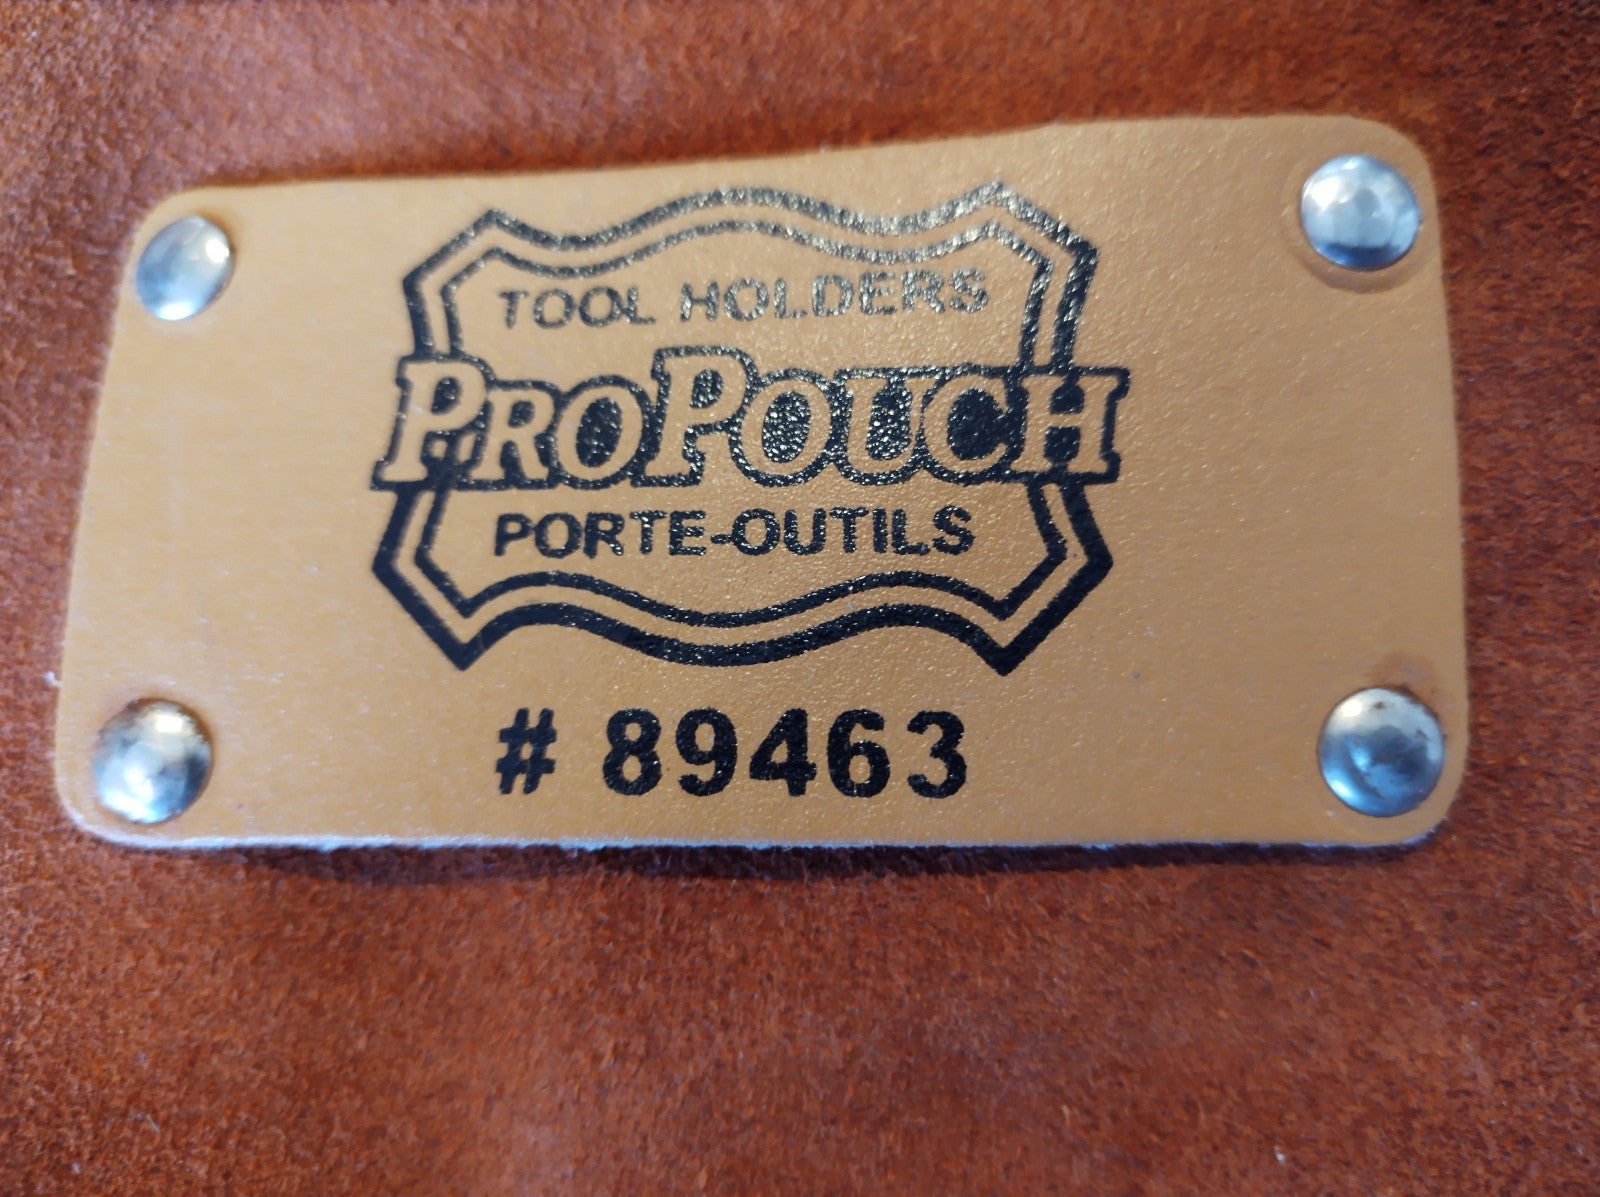 TOOL HOLDERS
PROPOUCH
PORTE-OUTILS
# 89463